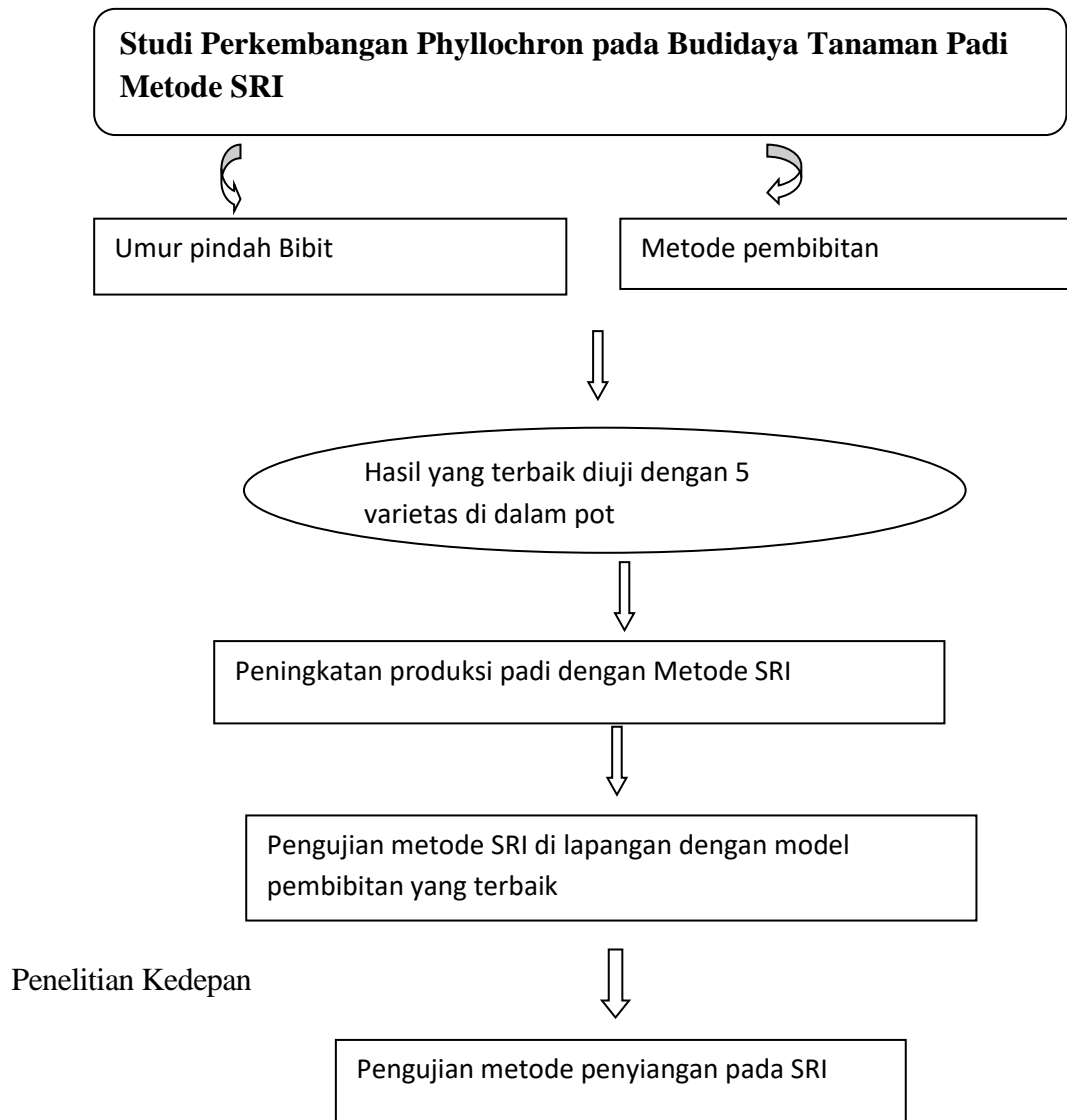 Studi Perkembangan Phyllochron pada Budidaya Tanaman Padi
Metode SRI
Umur pindah Bibit
Metode pembibitan
Hasil yang terbaik diuji dengan 5
varietas di dalam pot
Peningkatan produksi padi dengan Metode SRI
Pengujian metode SRI di lapangan dengan model
pembibitan yang terbaik
Penelitian Kedepan
Pengujian metode penyiangan pada SRI